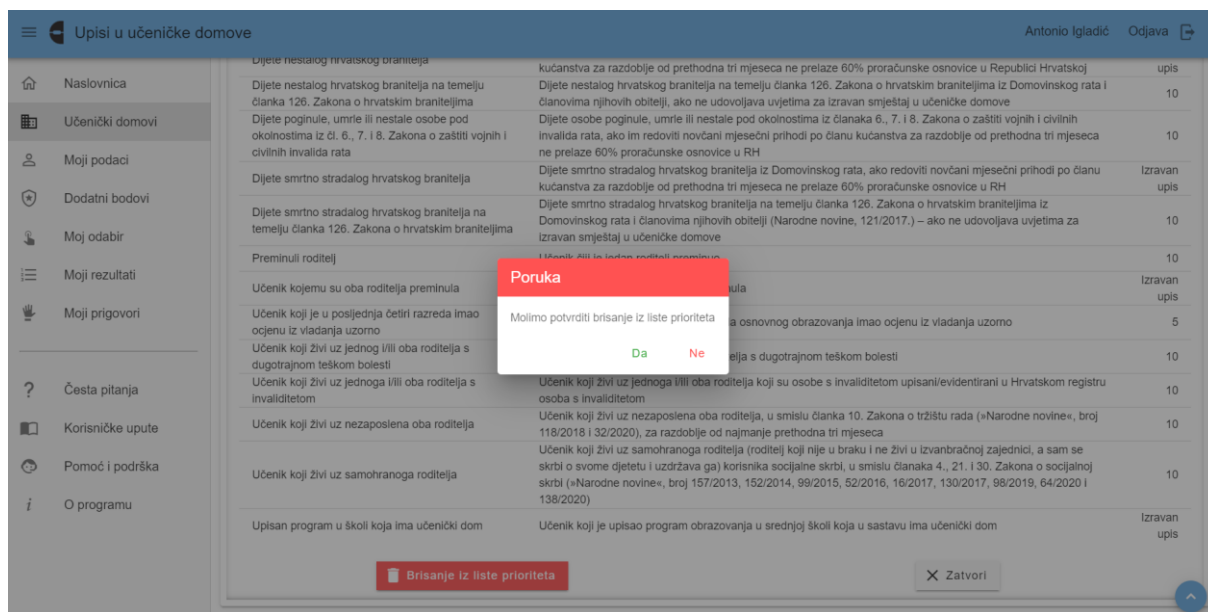 Upisi u učeničke domove
Antonio Igladić Odjava
Naslovnica
Učenički domovi
Moji podaci
Dodatni bodovi
Moj odabir
Moji rezultati
Moji prigovori
Česta pitanja
Korisničke upute
Pomoć i podrška
O programu
Dijete nestalog hrvatskog branitelja
kućanstva za razdoblje od prethodna tri mjeseca ne prelaze 60% proračunske osnovice u Republici Hrvatskoj
upis
Dijete nestalog hrvatskog branitelja na temelju
članka 126. Zakona o hrvatskim braniteljima
Dijete nestalog hrvatskog branitelja na temelju članka 126. Zakona o hrvatskim braniteljima iz Domovinskog rata i
članovima njihovih obitelji, ako ne udovoljava uvjetima za izravan smještaj u učeničke domove
10
Dijete poginule, umrle ili nestale osobe pod
okolnostima iz čl. 6., 7. i 8. Zakona o zaštiti vojnih i
civilnih invalida rata
Dijete osobe poginule, umrle ili nestale pod okolnostima iz članaka 6., 7. i 8. Zakona o zaštiti vojnih i civilnih
invalida rata, ako im redoviti novčani mjesečni prihodi po članu kućanstva za razdoblje od prethodna tri mjeseca
ne prelaze 60% proračunske osnovice u RH
10
Dijete smrtno stradalog hrvatskog branitelja
Dijete smrtno stradalog hrvatskog branitelja iz Domovinskog rata, ako redoviti novčani mjesečni prihodi po članu
kućanstva za razdoblje od prethodna tri mjeseca ne prelaze 60% proračunske osnovice u RH
Izravan
upis
Dijete smrtno stradalog hrvatskog branitelja na
temelju članka 126. Zakona o hrvatskim braniteljima
Dijete smrtno stradalog hrvatskog branitelja na temelju članka 126. Zakona o hrvatskim braniteljima iz
Domovinskog rata i članovima njihovih obitelji (Narodne novine, 121/2017.) – ako ne udovoljava uvjetima za
izravan smještaj u učeničke domove
10
Preminuli roditelj
Učenik čiji je jedan roditelj preminuo
10
Učenik kojemu su oba roditelja preminula
ula
Izravan
upis
Učenik koji je u posljednja četiri razreda imao
ocjenu iz vladanja uzorno
a osnovnog obrazovanja imao ocjenu iz vladanja uzorno
5
Učenik koji živi uz jednog i/ili oba roditelja s
dugotrajnom teškom bolesti
elja s dugotrajnom teškom bolesti
10
Učenik koji živi uz jednoga i/ili oba roditelja s
invaliditetom
Učenik koji živi uz jednoga i/ili oba roditelja koji su osobe s invaliditetom upisani/evidentirani u Hrvatskom registru
osoba s invaliditetom
10
Učenik koji živi uz nezaposlena oba roditelja
Učenik koji živi uz nezaposlena oba roditelja, u smislu članka 10. Zakona o tržištu rada (»Narodne novine«, broj
118/2018 i 32/2020), za razdoblje od najmanje prethodna tri mjeseca
10
Učenik koji živi uz samohranoga roditelja
Učenik koji živi uz samohranoga roditelja (roditelj koji nije u braku i ne živi u izvanbračnoj zajednici, a sam se
skrbi o svome djetetu i uzdržava ga) korisnika socijalne skrbi, u smislu članaka 4., 21. i 30. Zakona o socijalnoj
skrbi (»Narodne novine«, broj 157/2013, 152/2014, 99/2015, 52/2016, 16/2017, 130/2017, 98/2019, 64/2020 i
138/2020)
10
Upisan program u školi koja ima učenički dom
Učenik koji je upisao program obrazovanja u srednjoj školi koja u sastavu ima učenički dom
Izravan
upis
Poruka
Molimo potvrditi brisanje iz liste prioriteta
Da Ne
Brisanje iz liste prioriteta
Zatvori